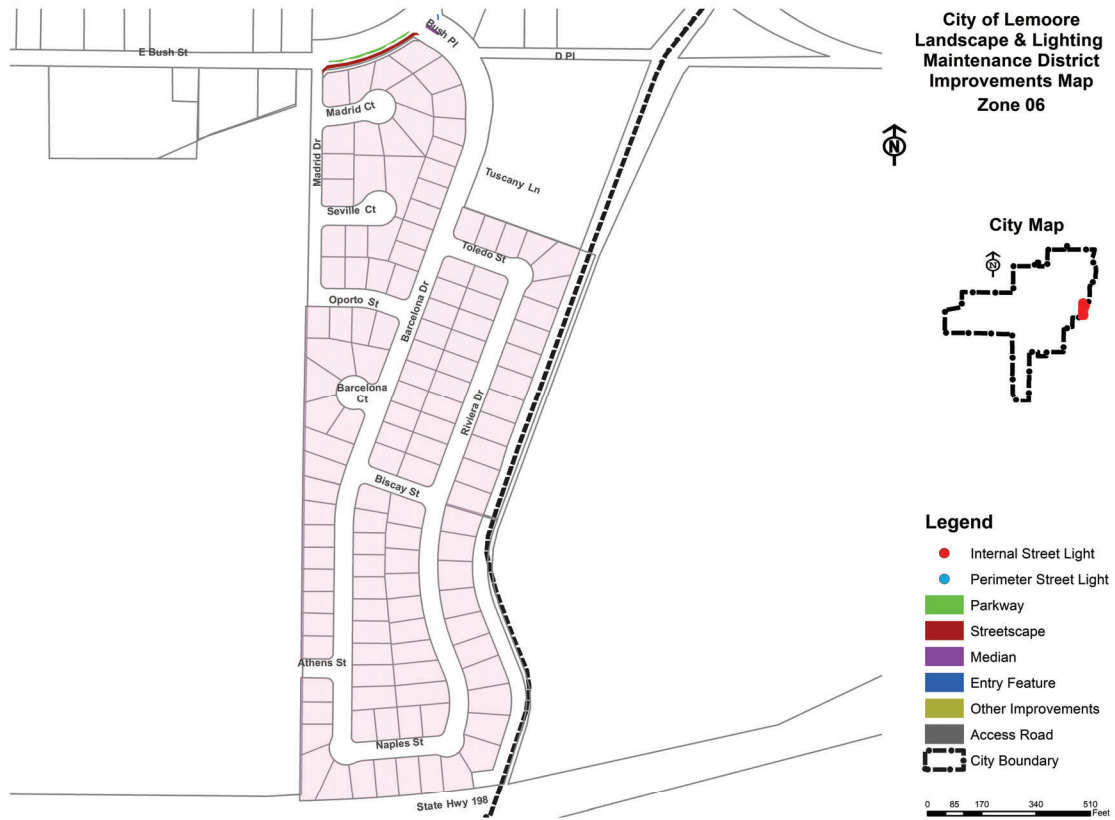 City of Lemoore
Landscape & Lighting
Maintenance District
Improvements Map
Zone 06
N
City Map
N
Bush Pl
E Bush St
D Pl
Madrid Ct
Madrid Dr
Tuscany Ln
Seville Ct
Toledo St
Oporto St
Barcelona Dr
Barcelona
Ct
Riviera Dr
Biscay St
Athens St
Naples St
State Hwy 198
Legend
Internal Street Light
Perimeter Street Light
Parkway
Streetscape
Median
Entry Feature
Other Improvements
Access Road
City Boundary
0 85 170 340 510
Feet